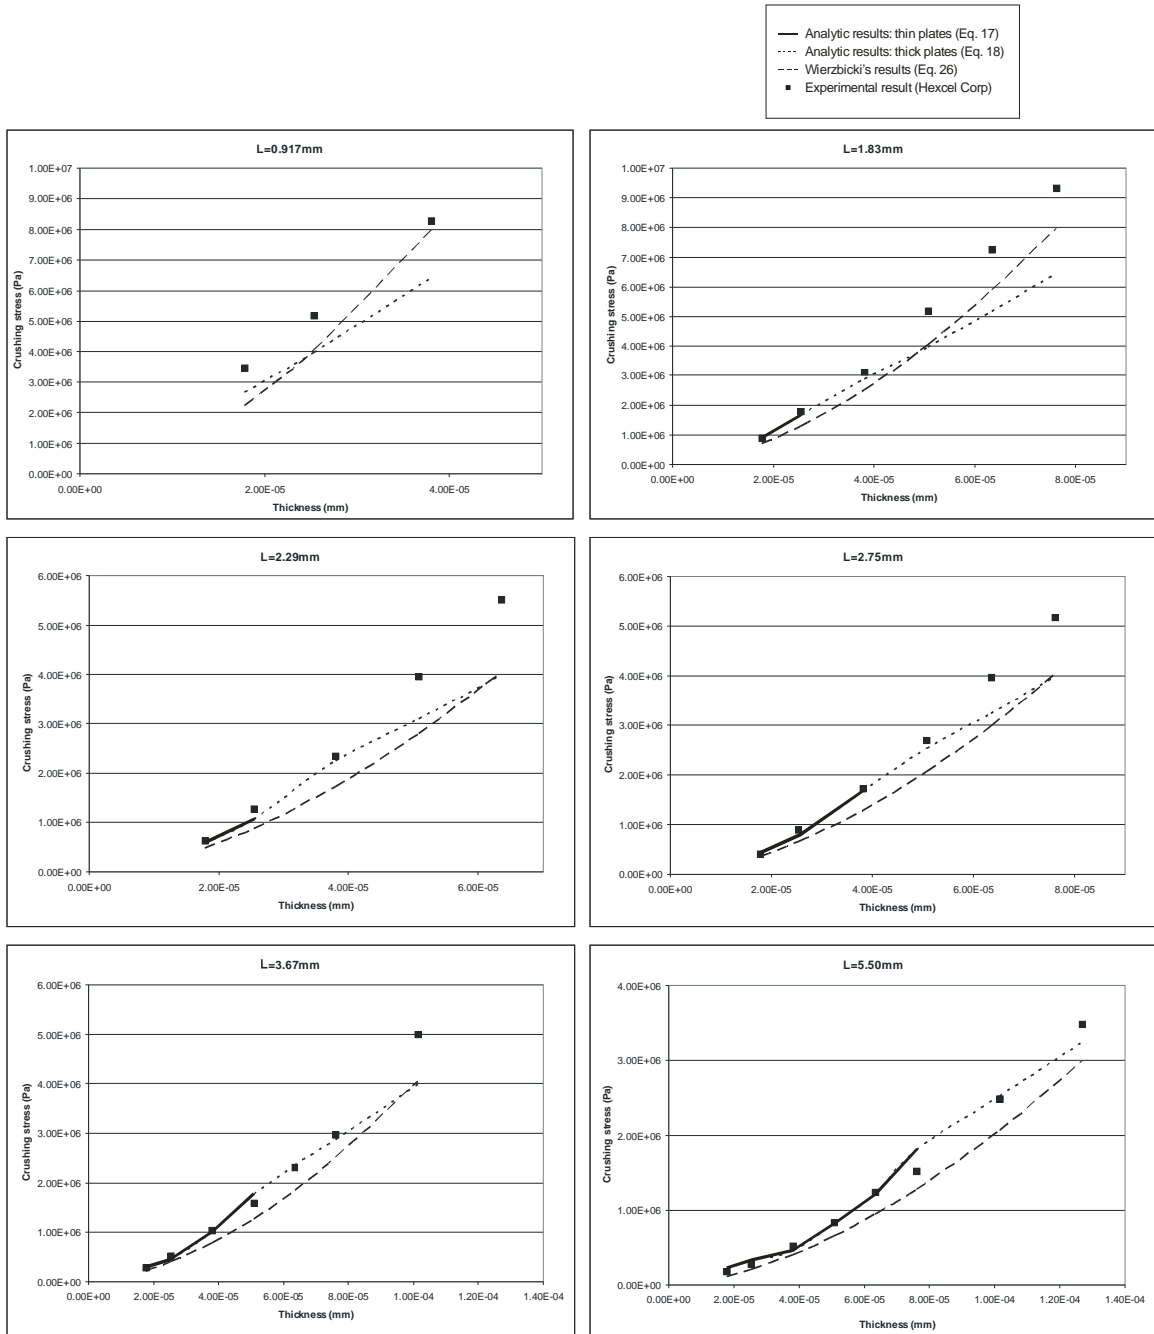 Analytic results: thin plates (Eq. 17)
Analytic results: thick plates (Eq. 18)
Wierzbicki's results (Eq. 26)
Experimental result (Hexcel Corp)
L=0.917mm
1.00E+07
9.00E+06
8.00E+06
7.00E+06
6.00E+06
5.00E+06
4.00E+06
3.00E+06
2.00E+06
1.00E+06
0.00E+00
Crushing stress (Pa)
0.00E+00 2.00E-05 4.00E-05
Thickness (mm)
L=1.83mm
1.00E+07
9.00E+06
8.00E+06
7.00E+06
6.00E+06
5.00E+06
4.00E+06
3.00E+06
2.00E+06
1.00E+06
0.00E+00
Crushing stress (Pa)
0.00E+00 2.00E-05 4.00E-05 6.00E-05 8.00E-05
Thickness (mm)
L=2.29mm
6.00E+06
5.00E+06
4.00E+06
3.00E+06
2.00E+06
1.00E+06
0.00E+00
Crushing stress (Pa)
0.00E+00 2.00E-05 4.00E-05 6.00E-05
Thickness (mm)
L=2.75mm
6.00E+06
5.00E+06
4.00E+06
3.00E+06
2.00E+06
1.00E+06
0.00E+00
Crushing stress (Pa)
0.00E+00 2.00E-05 4.00E-05 6.00E-05 8.00E-05
Thickness (mm)
L=3.67mm
6.00E+06
5.00E+06
4.00E+06
3.00E+06
2.00E+06
1.00E+06
0.00E+00
Crushing stress (Pa)
0.00E+00 2.00E-05 4.00E-05 6.00E-05 8.00E-05 1.00E-04 1.20E-04 1.40E-04
Thickness (mm)
L=5.50mm
4.00E+06
3.00E+06
2.00E+06
1.00E+06
0.00E+00
Crushing stress (Pa)
0.00E+00 2.00E-05 4.00E-05 6.00E-05 8.00E-05 1.00E-04 1.20E-04 1.40E-04
Thickness (mm)